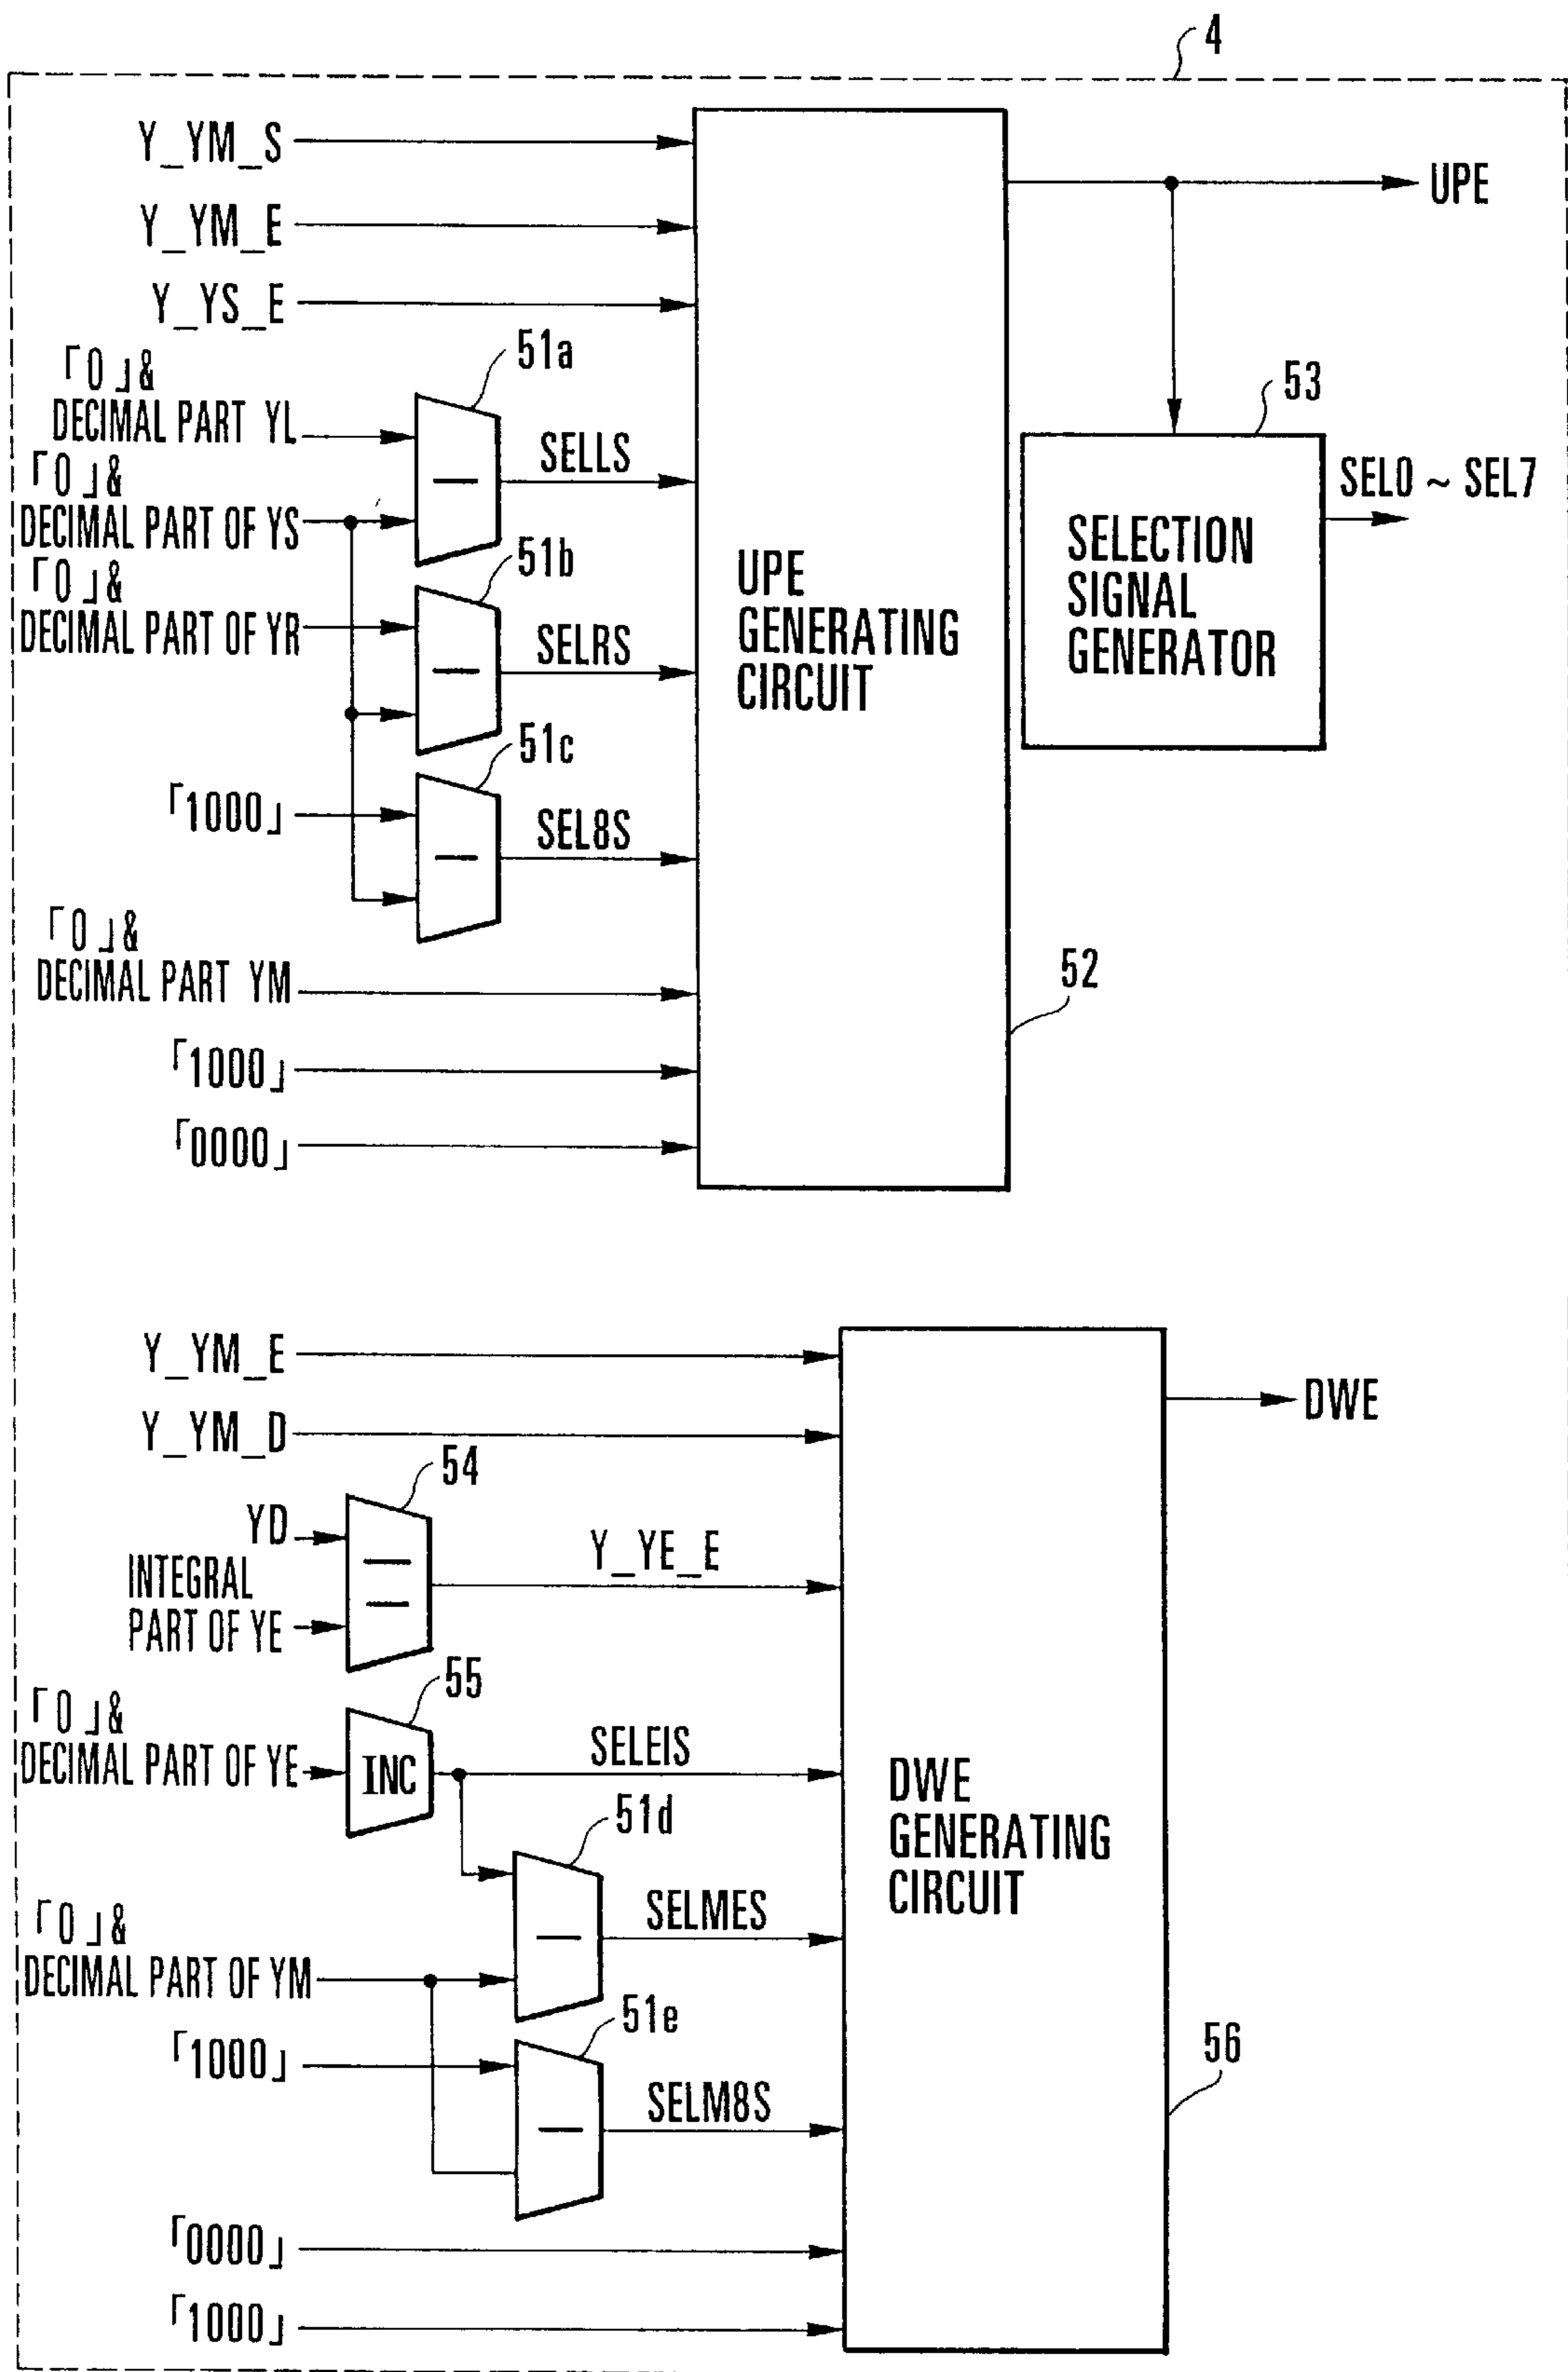 4
Y_YM_S
Y_YM_E
Y_YS_E
UPE
「0」&
DECIMAL PART YL
51a
SELLS
「0」&
DECIMAL PART OF YS
53
SEL0 ~ SEL7
「0」&
DECIMAL PART OF YR
51b
SELRS
UPE
GENERATING
CIRCUIT
SELECTION
SIGNAL
GENERATOR
51c
「1000」
SEL8S
「0」&
DECIMAL PART YM
52
「1000」
「0000」
Y_YM_E
DWE
Y_YM_D
54
YD
INTEGRAL
PART OF YE
Y_YE_E
55
「0」&
DECIMAL PART OF YE
INC
SELEIS
DWE
GENERATING
CIRCUIT
51d
「0」&
DECIMAL PART OF YM
SELMES
51e
「1000」
SELM8S
56
「0000」
「1000」